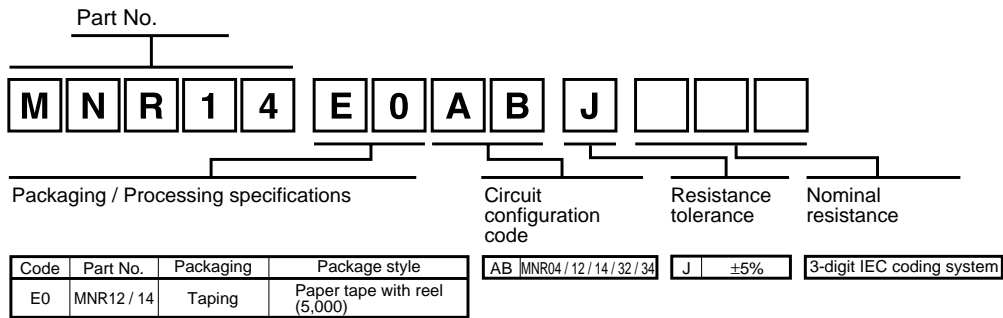 Part No.
M N R 1 4 E 0 A B J
Packaging / Processing specifications
Circuit
configuration
code
Resistance
tolerance
Nominal
resistance
Code Part No. Packaging Package style
E0 MNR12 / 14 Taping Paper tape with reel
(5,000)
AB MNR04 / 12 / 14 / 32 / 34
J ±5%
3-digit IEC coding system